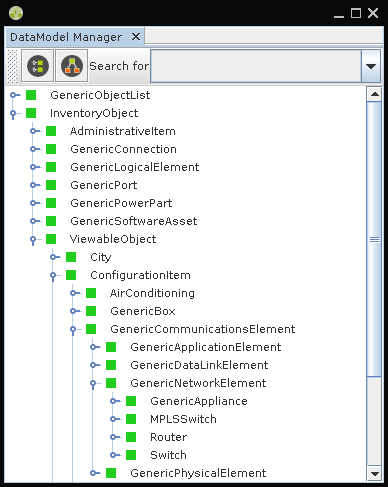 DataModel Manager
Search for
GenericObjectList
InventoryObject
AdministrativeItem
GenericConnection
GenericLogicalElement
GenericPort
GenericPowerPart
GenericSoftwareAsset
ViewableObject
City
ConfigurationItem
AirConditioning
GenericBox
GenericCommunicationsElement
GenericApplicationElement
GenericDataLinkElement
GenericNetworkElement
GenericAppliance
MPLSSwitch
Router
Switch
GenericPhysicalElement